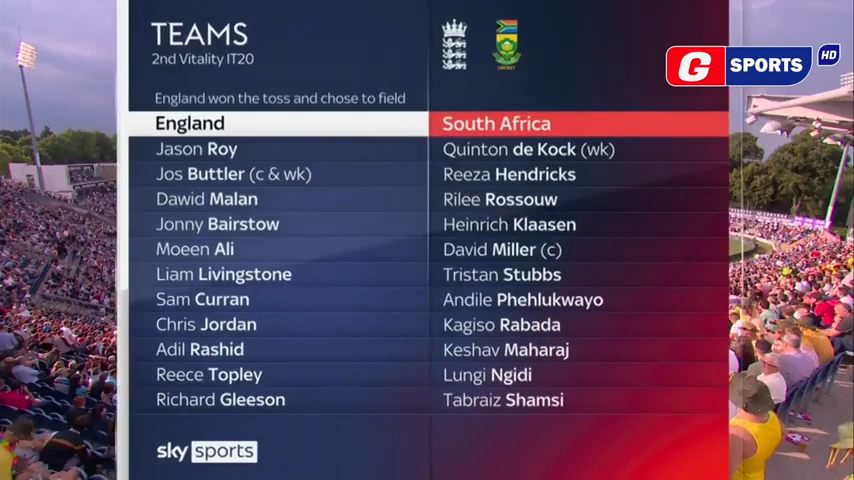 TEAMS
2nd Vitality IT20
G SPORTS HD
England won the toss and chose to field
England South Africa
Jason Roy Quinton de Kock (wk)
Jos Buttler (c & wk) Reeza Hendricks
Dawid Malan Rilee Rossouw
Jonny Bairstow Heinrich Klaasen
Moeen Ali David Miller (c)
Liam Livingstone Tristan Stubbs
Sam Curran Andile Phehlukwayo
Chris Jordan Kagiso Rabada
Adil Rashid Keshav Maharaj
Reece Topley Lungi Ngidi
Richard Gleeson Tabraiz Shamsi
sky sports